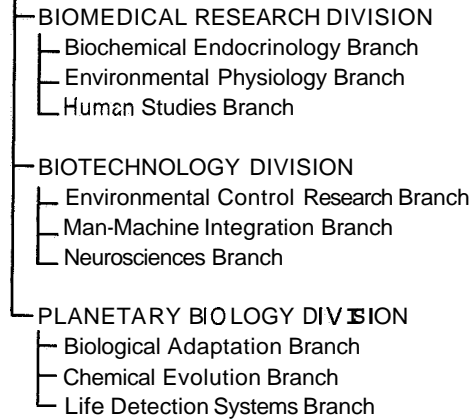 BIOMEDICAL RESEARCH DIVISION
Biochemical Endocrinology Branch
Environmental Physiology Branch
Human Studies Branch
BIOTECHNOLOGY DIVISION
Environmental Control Research Branch
Man-Machine Integration Branch
Neurosciences Branch
PLANETARY BIOLOGY DIVISION
Biological Adaptation Branch
Chemical Evolution Branch
Life Detection Systems Branch